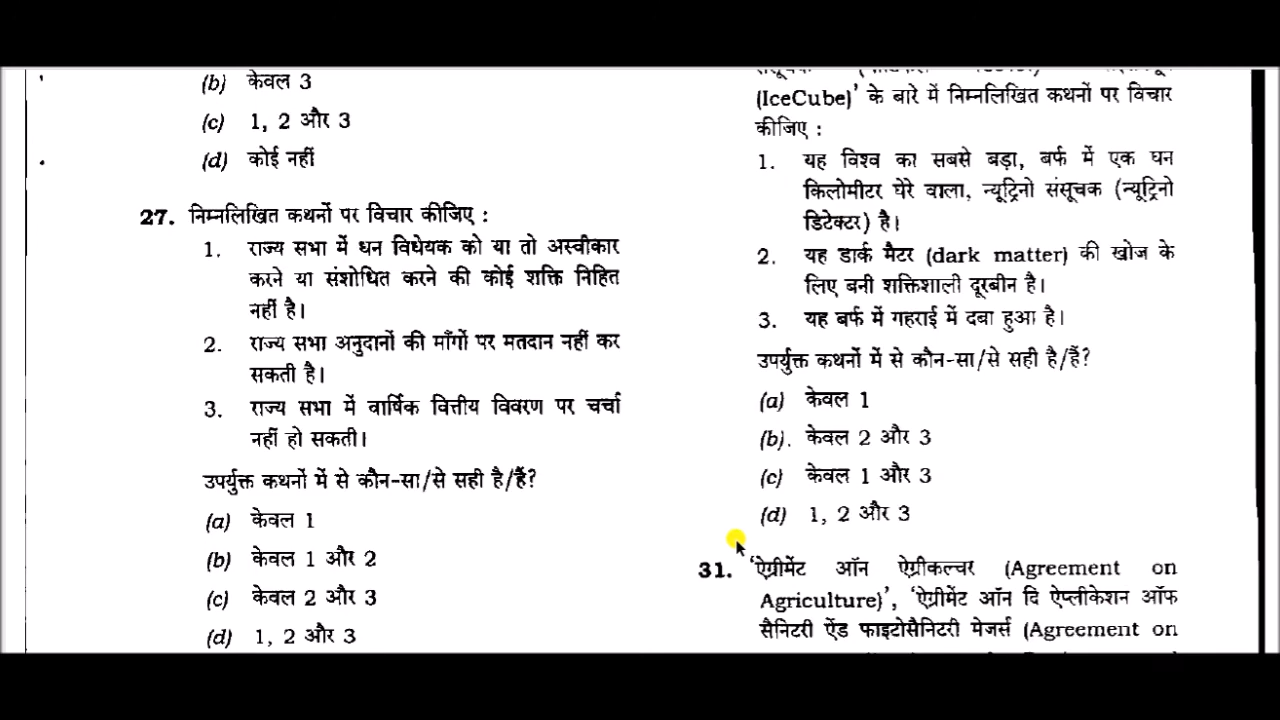 (b) केवल 3
(c) 1, 2 और 3
(d) कोई नहीं
27. निम्नलिखित कथनों पर विचार कीजिए :
1. राज्य सभा में धन विधेयक को या तो अस्वीकार
करने या संशोधित करने की कोई शक्ति निहित
नहीं है।
2. राज्य सभा अनुदानों की माँगों पर मतदान नहीं कर
सकती है।
3. राज्य सभा में वार्षिक वित्तीय विवरण पर चर्चा
नहीं हो सकती।
उपर्युक्त कथनों में से कौन-सा/से सही है/हैं?
(a) केवल 1
(b) केवल 1 और 2
(c) केवल 2 और 3
(d) 1, 2 और 3
(IceCube)' के बारे में निम्नलिखित कथनों पर विचार
कीजिए :
1. यह विश्व का सबसे बड़ा, बर्फ में एक घन
किलोमीटर घेरे वाला, न्यूट्रिनो संसूचक (न्यूट्रिनो
डिटेक्टर) है।
2. यह डार्क मैटर (dark matter) की खोज के
लिए बनी शक्तिशाली दूरबीन है।
3. यह बर्फ में गहराई में दबा हुआ है।
उपर्युक्त कथनों में से कौन-सा/से सही है/हैं?
(a) केवल 1
(b). केवल 2 और 3
(c) केवल 1 और 3
(d) 1, 2 और 3
31. 'ऐग्रीमेंट ऑन ऐग्रीकल्चर (Agreement on
Agriculture)', 'ऐग्रीमेंट ऑन दि ऐप्लीकेशन ऑफ
सैनिटरी ऐंड फाइटोसैनिटरी मेजर्स (Agreement on